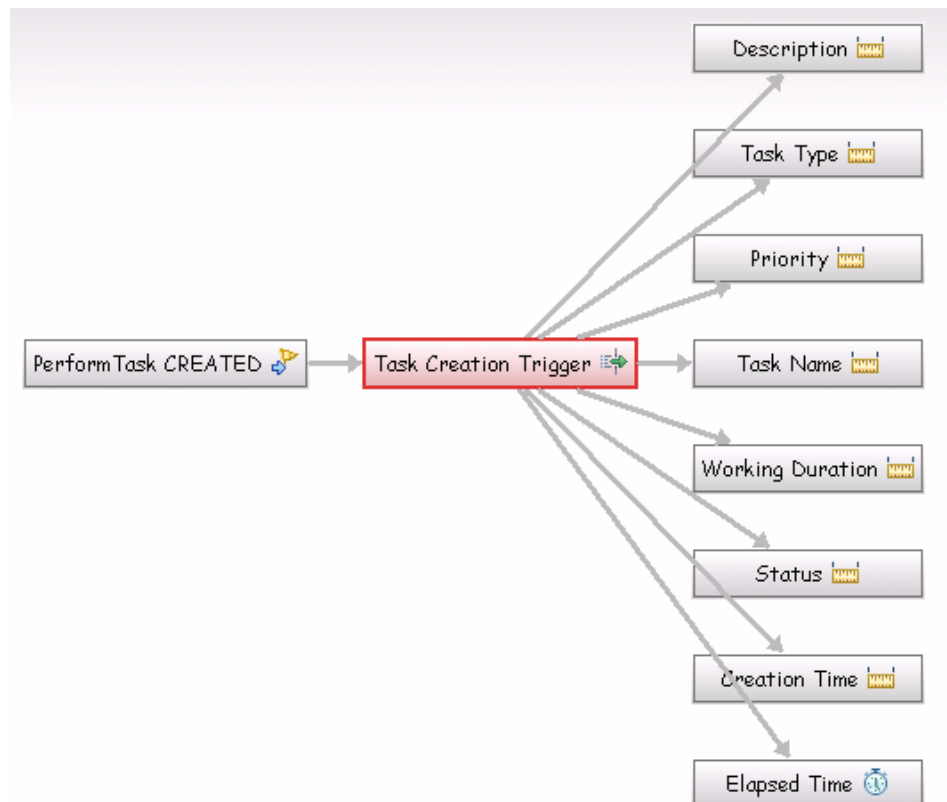 Description
Task Type
Priority
PerformTask CREATED
Task Creation Trigger
Task Name
Working Duration
Status
Creation Time
Elapsed Time